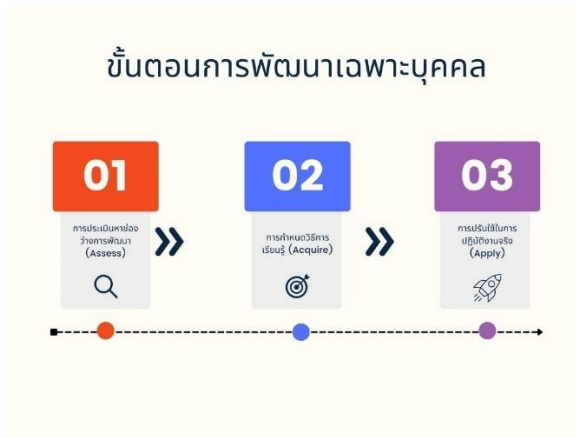 ขั้นตอนการพัฒนาเฉพาะบุคคล
01
การประเมินหาช่อง
ว่างการพัฒนา
(Assess)
02
การกำหนดวิธีการ
เรียนรู้ (Acquire)
03
การปรับใช้ในการ
ปฏิบัติงานจริง
(Apply)